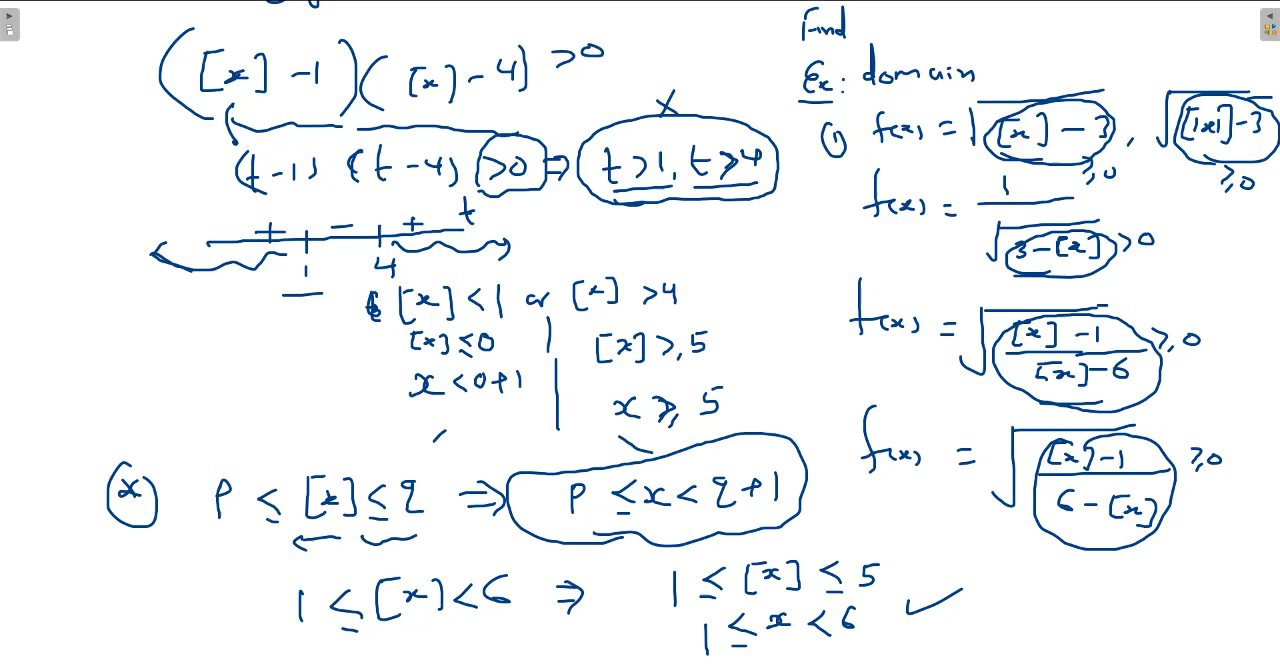 ([x] - 1)([x] - 4] >0
(t-1) (t-4) >0 ⇒ t>1, t>4
+ - + t
1 4
[x] < 1 or [x] >4
[x] ≤ 0 | [x] ≥, 5
x < 0+1 | x ≥, 5
(x) P ≤ [x] ≤ q ⇒ P ≤ x < q+1
1 ≤ [x] < 6 ⇒ 1 ≤ [x] ≤ 5
1 ≤ x < 6 ✓
Find
Ex: domain
(1) f(x) = √([x] - 3), √([|x|] - 3)
≥,0 ≥,0
f(x) = 1/√(3-[x]) >0
f(x) = √(([x] - 1)/([x] - 6)) ≥,0
f(x) = √(([x] - 1)/(6 - [x])) ≥,0